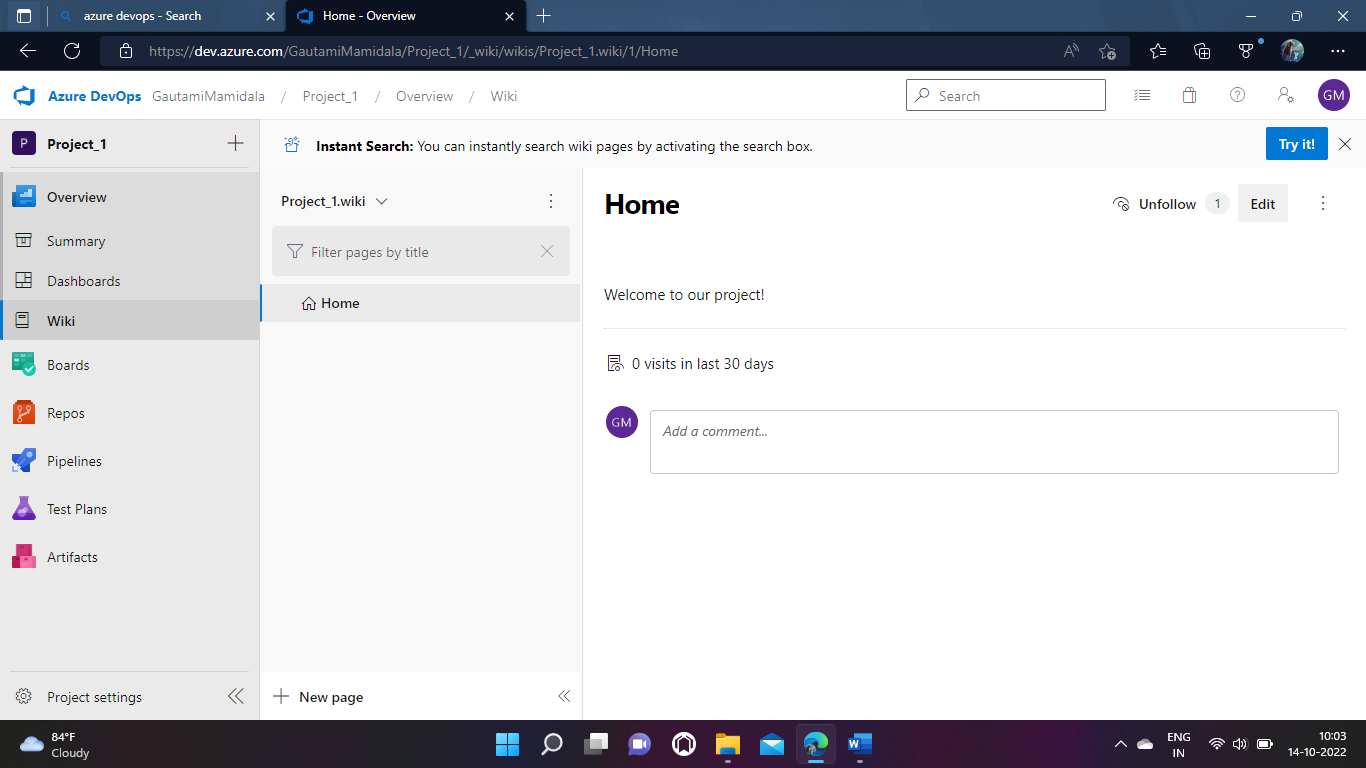 azure devops - Search
Home - Overview
https://dev.azure.com/GautamiMamidala/Project_1/_wiki/wikis/Project_1.wiki/1/Home
Azure DevOps GautamiMamidala / Project_1 / Overview / Wiki
Search
GM
P Project_1
Instant Search: You can instantly search wiki pages by activating the search box.
Try it!
Overview
Summary
Dashboards
Wiki
Boards
Repos
Pipelines
Test Plans
Artifacts
Project settings
Project_1.wiki
Filter pages by title
Home
New page
Home
Unfollow 1
Edit
Welcome to our project!
0 visits in last 30 days
GM
Add a comment...
84°F
Cloudy
ENG
IN
10:03
14-10-2022